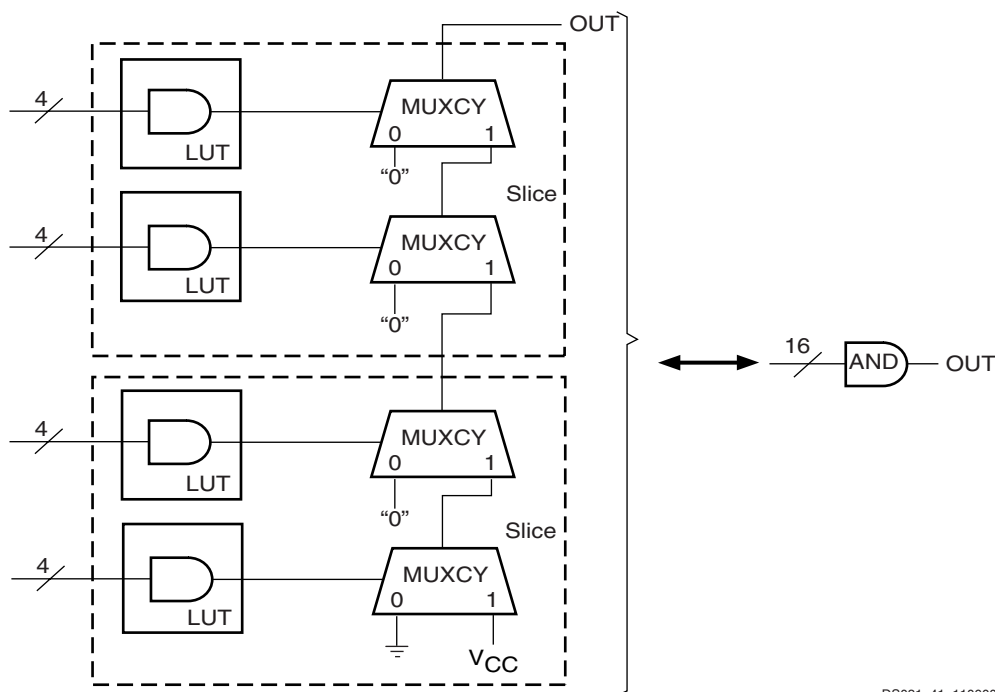 OUT
4
LUT
MUXCY
0 1
“0”
Slice
4
LUT
MUXCY
0 1
“0”
16
AND
OUT
4
LUT
MUXCY
0 1
“0”
Slice
4
LUT
MUXCY
0 1
VCC